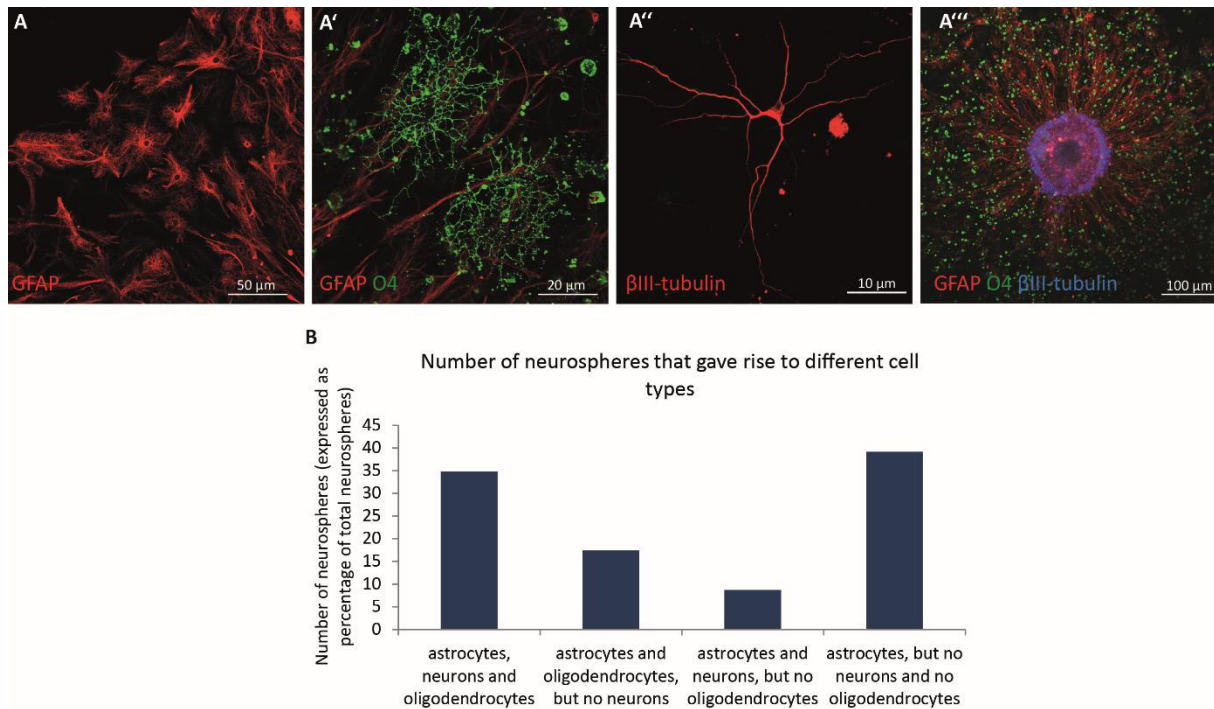 A
GFAP
50 µm
A′
GFAP O4
20 µm
A″
βIII-tubulin
10 µm
A‴
GFAP O4 βIII-tubulin
100 µm
B
Number of neurospheres that gave rise to different cell
types
Number of neurospheres (expressed as
percentage of total neurospheres)
45
40
35
30
25
20
15
10
5
0
astrocytes,
neurons and
oligodendrocytes
astrocytes and
oligodendrocytes,
but no neurons
astrocytes and
neurons, but no
oligodendrocytes
astrocytes, but no
neurons and no
oligodendrocytes